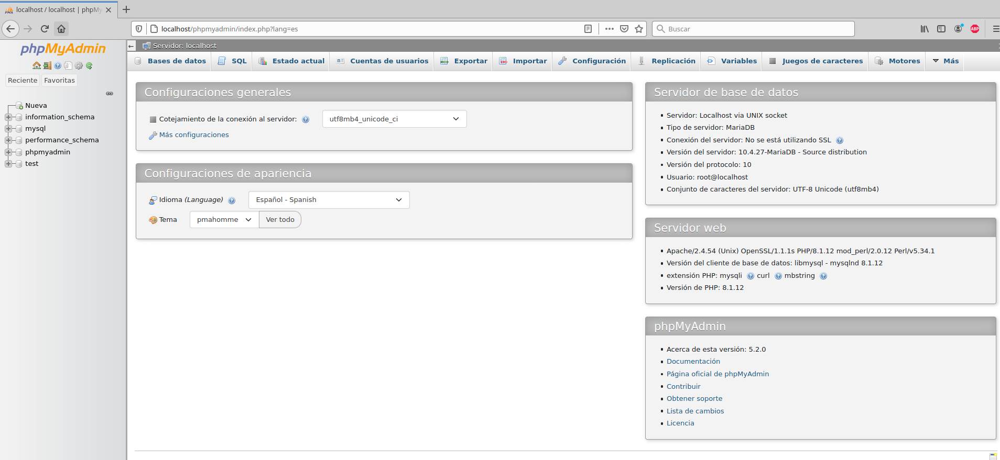 localhost / localhost | phpMy
localhost/phpmyadmin/index.php?lang=es
Buscar
ABP
phpMyAdmin
Reciente Favoritas
Nueva
information_schema
mysql
performance_schema
phpmyadmin
test
Servidor: localhost
Bases de datos SQL Estado actual Cuentas de usuarios Exportar Importar Configuración Replicación Variables Juegos de caracteres Motores Más
Configuraciones generales
Cotejamiento de la conexión al servidor: utf8mb4_unicode_ci
Más configuraciones
Configuraciones de apariencia
Idioma (Language) Español - Spanish
Tema pmahomme Ver todo
Servidor de base de datos
• Servidor: Localhost via UNIX socket
• Tipo de servidor: MariaDB
• Conexión del servidor: No se está utilizando SSL
• Versión del servidor: 10.4.27-MariaDB - Source distribution
• Versión del protocolo: 10
• Usuario: root@localhost
• Conjunto de caracteres del servidor: UTF-8 Unicode (utf8mb4)
Servidor web
• Apache/2.4.54 (Unix) OpenSSL/1.1.1s PHP/8.1.12 mod_perl/2.0.12 Perl/v5.34.1
• Versión del cliente de base de datos: libmysql - mysqlnd 8.1.12
• extensión PHP: mysqli curl mbstring
• Versión de PHP: 8.1.12
phpMyAdmin
• Acerca de esta versión: 5.2.0
• Documentación
• Página oficial de phpMyAdmin
• Contribuir
• Obtener soporte
• Lista de cambios
• Licencia